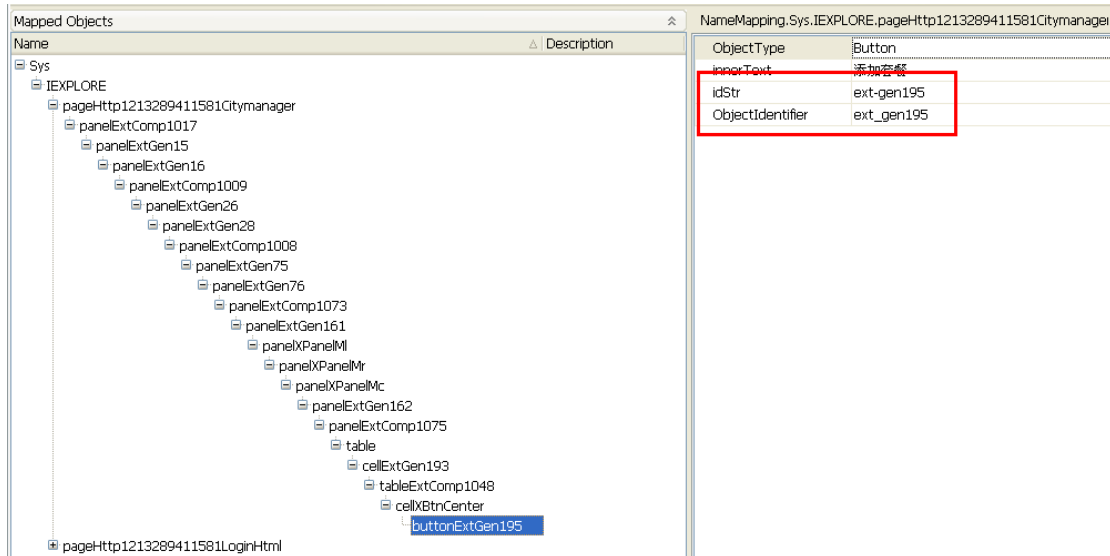 Mapped Objects
Name Description
Sys
IEXPLORE
pageHttp1213289411581Citymanager
panelExtComp1017
panelExtGen15
panelExtGen16
panelExtComp1009
panelExtGen26
panelExtGen28
panelExtComp1008
panelExtGen75
panelExtGen76
panelExtComp1073
panelExtGen161
panelXPanelMl
panelXPanelMr
panelXPanelMc
panelExtGen162
panelExtComp1075
table
cellExtGen193
tableExtComp1048
cellXBtnCenter
buttonExtGen195
pageHttp1213289411581LoginHtml
NameMapping.Sys.IEXPLORE.pageHttp1213289411581Citymanager
ObjectType Button
innerText 添加套餐
idStr ext-gen195
ObjectIdentifier ext_gen195